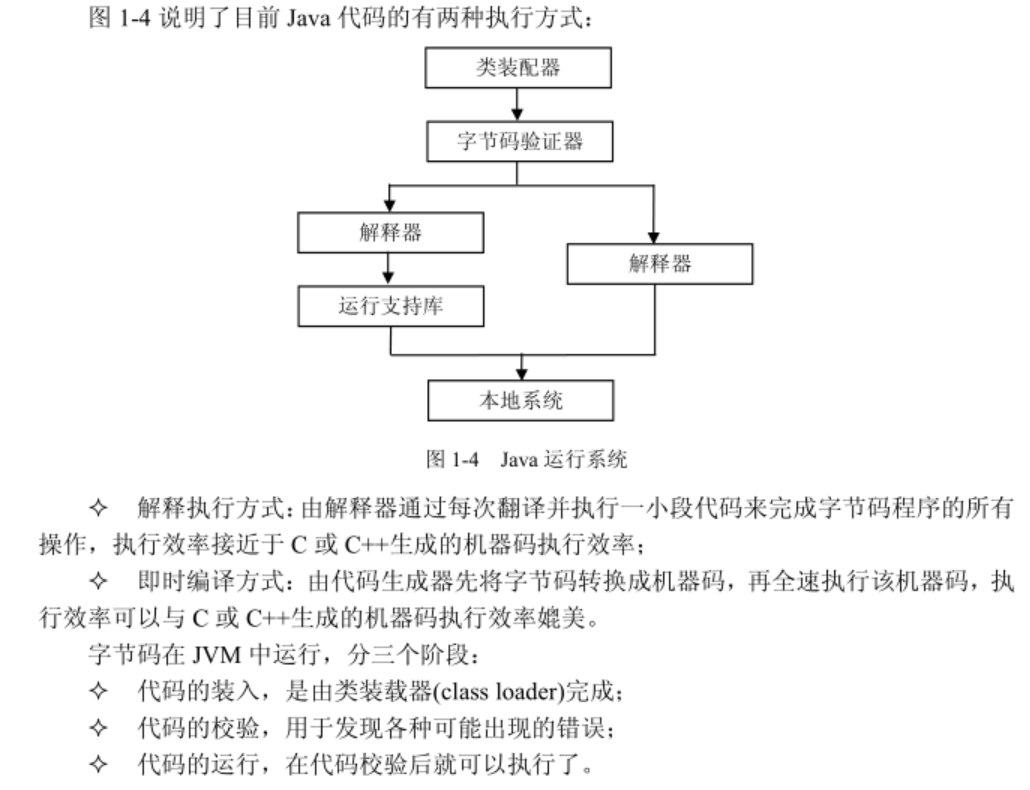 图 1-4 说明了目前 Java 代码的有两种执行方式：
类装配器
字节码验证器
解释器
解释器
运行支持库
本地系统
图 1-4 Java 运行系统
✧ 解释执行方式：由解释器通过每次翻译并执行一小段代码来完成字节码程序的所有
操作，执行效率接近于 C 或 C++生成的机器码执行效率；
✧ 即时编译方式：由代码生成器先将字节码转换成机器码，再全速执行该机器码，执
行效率可以与 C 或 C++生成的机器码执行效率媲美。
字节码在 JVM 中运行，分三个阶段：
✧ 代码的装入，是由类装载器(class loader)完成；
✧ 代码的校验，用于发现各种可能出现的错误；
✧ 代码的运行，在代码校验后就可以执行了。